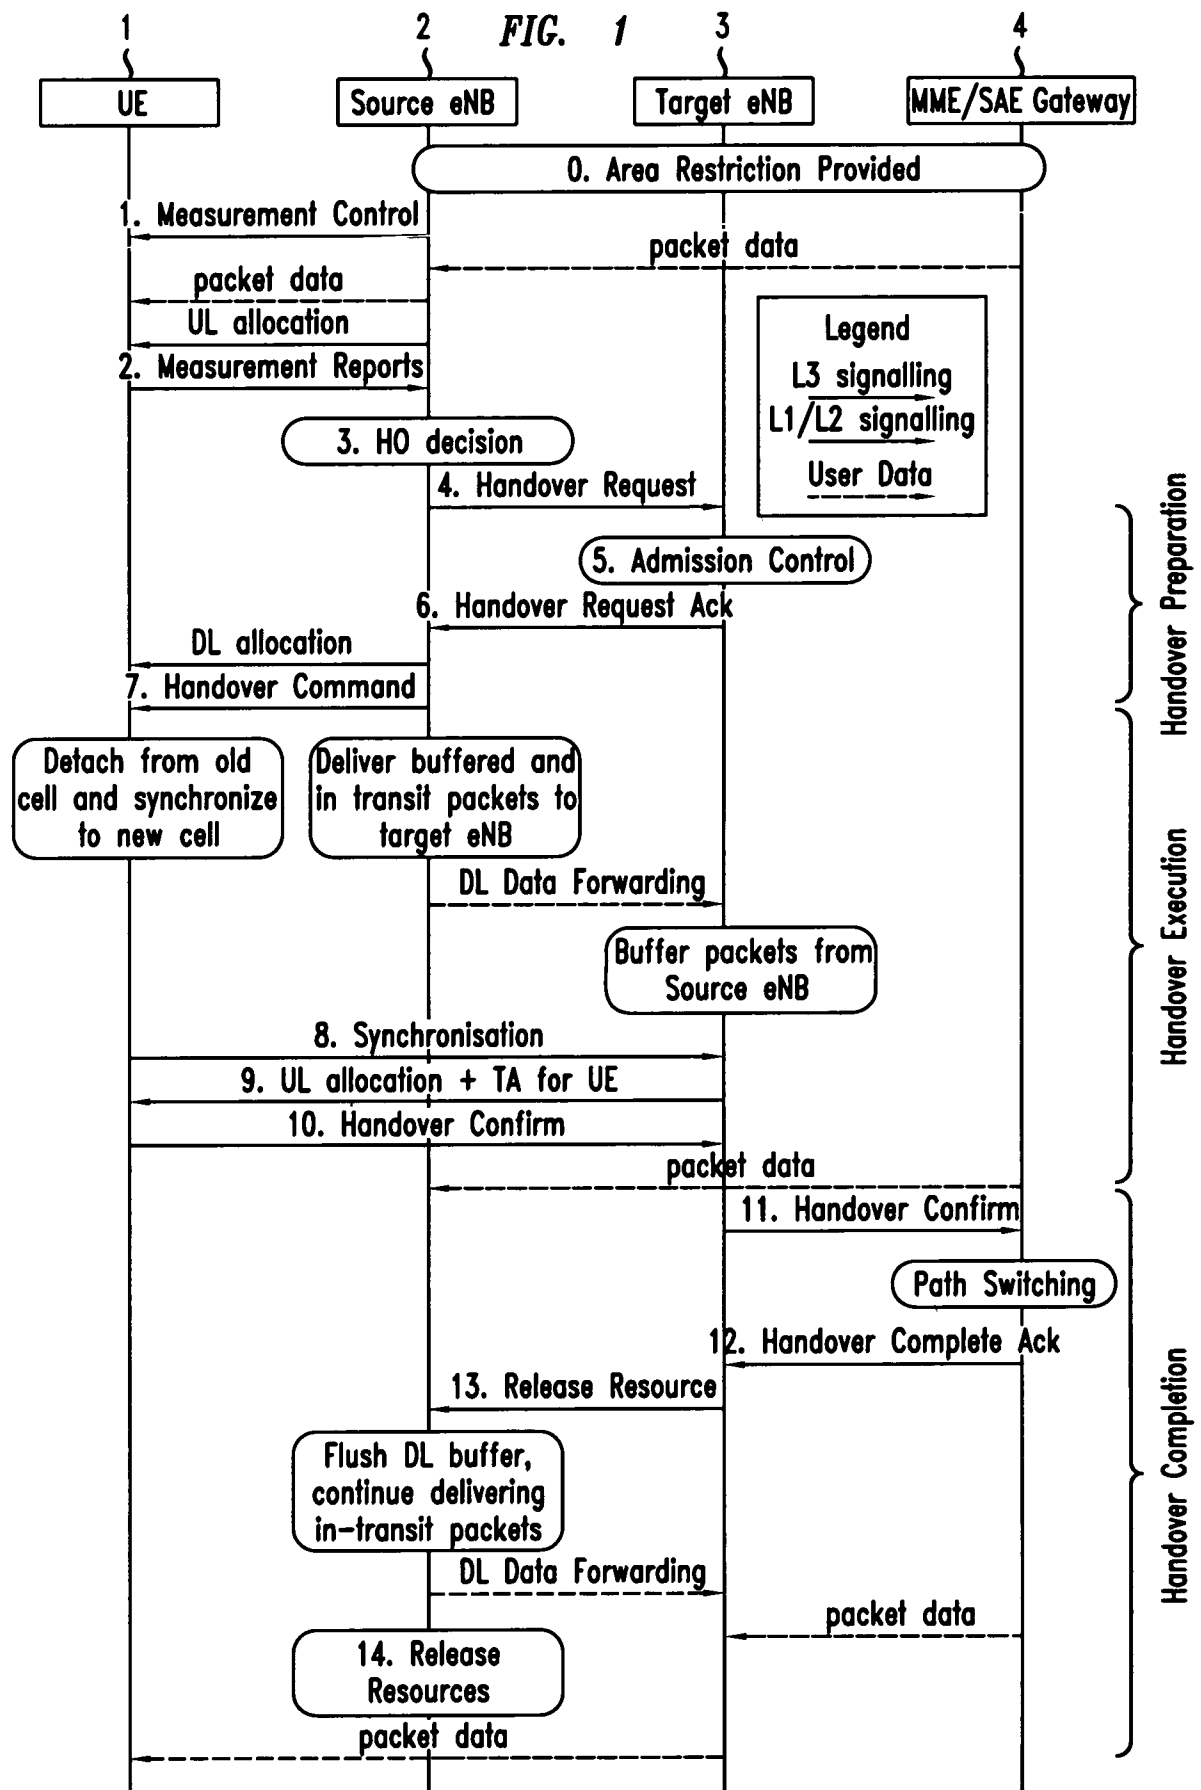 1
2
FIG. 1
3
4
UE
Source eNB
Target eNB
MME/SAE Gateway
0. Area Restriction Provided
1. Measurement Control
packet data
packet data
UL allocation
2. Measurement Reports
Legend
L3 signalling
L1/L2 signalling
User Data
3. HO decision
4. Handover Request
5. Admission Control
6. Handover Request Ack
DL allocation
7. Handover Command
Handover Preparation
Detach from old
cell and synchronize
to new cell
Deliver buffered and
in transit packets to
target eNB
DL Data Forwarding
Buffer packets from
Source eNB
8. Synchronisation
9. UL allocation + TA for UE
10. Handover Confirm
packet data
Handover Execution
11. Handover Confirm
Path Switching
12. Handover Complete Ack
13. Release Resource
Flush DL buffer,
continue delivering
in-transit packets
DL Data Forwarding
packet data
14. Release
Resources
packet data
Handover Completion